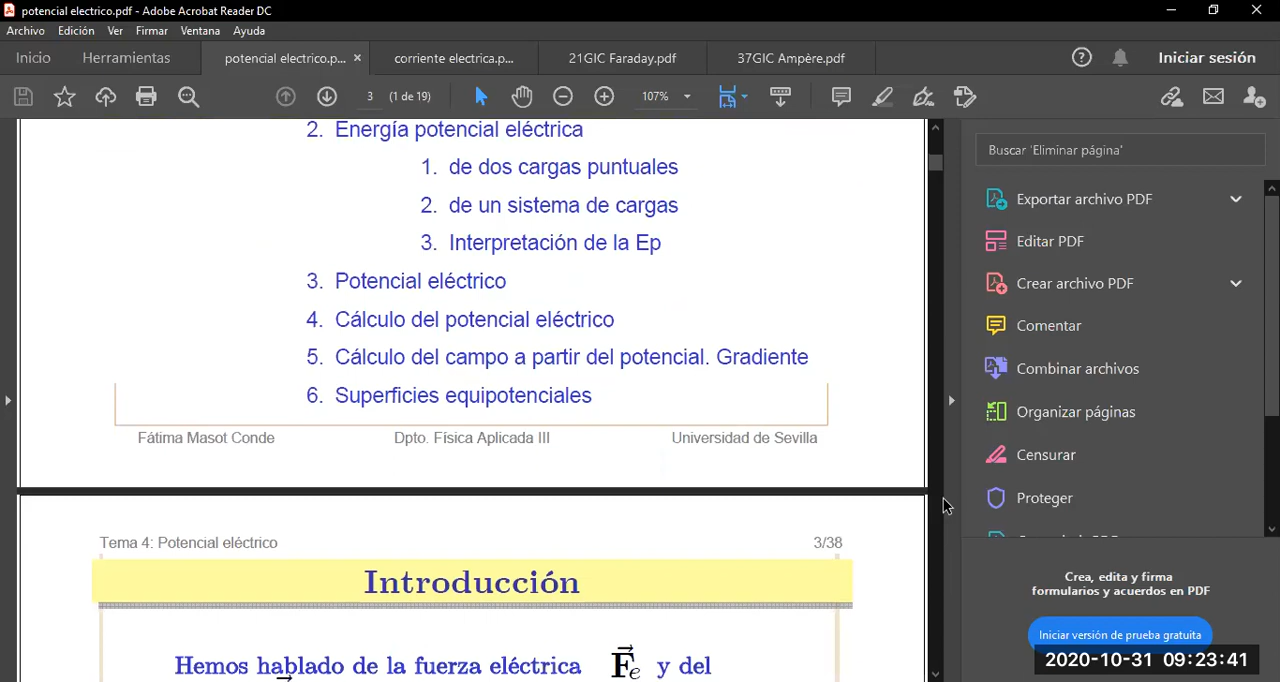 potencial electrico.pdf - Adobe Acrobat Reader DC
Archivo Edición Ver Firmar Ventana Ayuda
Inicio Herramientas potencial electrico.p... × corriente electrica.p... 21GIC Faraday.pdf 37GIC Ampère.pdf ? Iniciar sesión
3 (1 de 19) 107%
2. Energía potencial eléctrica
1. de dos cargas puntuales
2. de un sistema de cargas
3. Interpretación de la Ep
3. Potencial eléctrico
4. Cálculo del potencial eléctrico
5. Cálculo del campo a partir del potencial. Gradiente
6. Superficies equipotenciales
Fátima Masot Conde Dpto. Física Aplicada III Universidad de Sevilla
Tema 4: Potencial eléctrico 3/38
Introducción
Hemos hablado de la fuerza eléctrica F⃗e y del
Buscar 'Eliminar página'
Exportar archivo PDF
Editar PDF
Crear archivo PDF
Comentar
Combinar archivos
Organizar páginas
Censurar
Proteger
Crea, edita y firma
formularios y acuerdos en PDF
Iniciar versión de prueba gratuita
2020-10-31 09:23:41